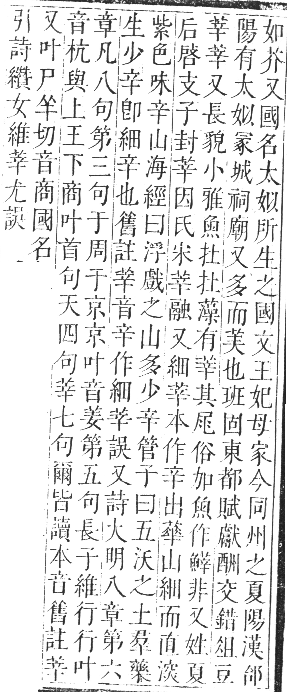 如芥又國名太姒所生之國文王妃母家今同州之夏陽漢郃
陽有太姒冢城祠廟又多而美也班固東都賦獻酬交錯俎豆
莘莘又長貌小雅魚扗扗藻有莘其尾俗加魚作鯶非又姓夏
后啓支子封莘因氏宋莘融又細莘本作辛出華山細而直淡
紫色味辛山海經曰浮戲之山多少辛管子曰五沃之土羣藥
生少辛卽細辛也舊註莘音辛作細莘誤又詩大明八章第六
章凡八句第三句于周于京京叶音姜第五句長子維行行叶
音杭與上王下商叶首句天四句莘七句爾皆讀本音舊註莘
又叶尸羊切音商國名
引詩纘女維莘尤誤